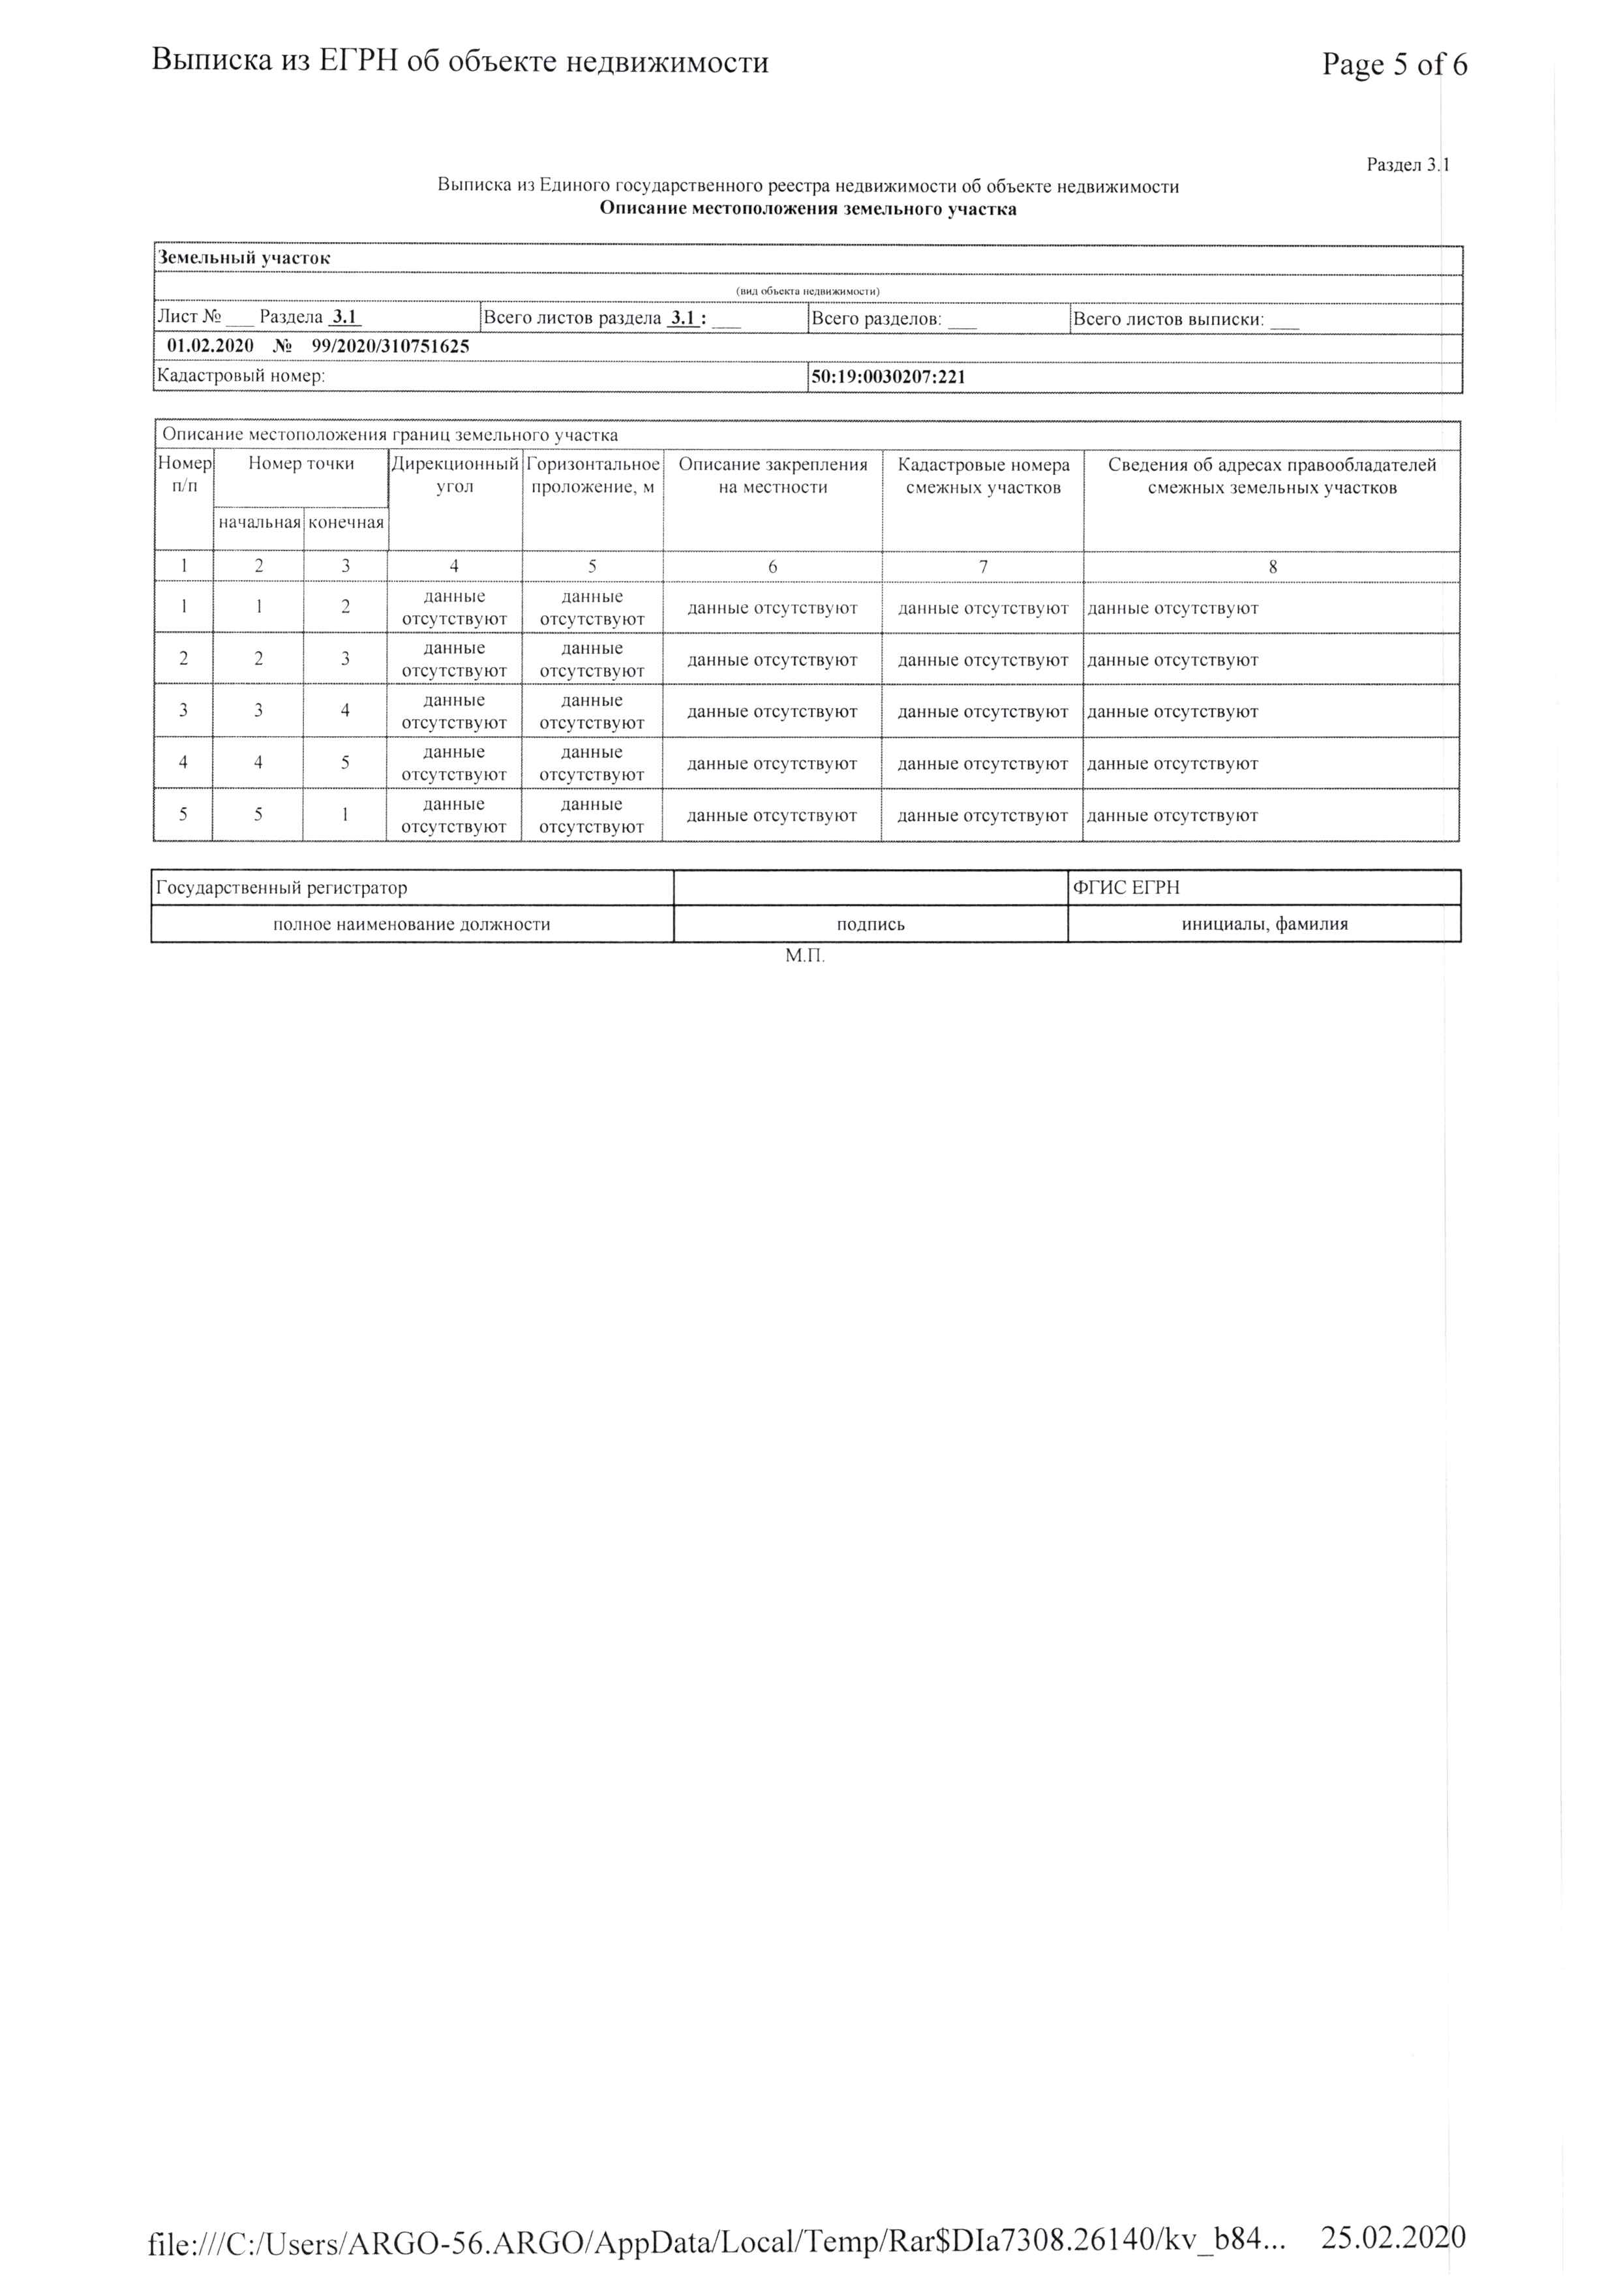 Выписка из ЕГРН об объекте недвижимости Page 5 of 6
Раздел 3.1
Выписка из Единого государственного реестра недвижимости об объекте недвижимости
Описание местоположения земельного участка
Земельный участок
(вид объекта недвижимости)
Лист № ___ Раздела 3.1 Всего листов раздела 3.1 : ___ Всего разделов: ___ Всего листов выписки: ___
01.02.2020 № 99/2020/310751625
Кадастровый номер: 50:19:0030207:221
Описание местоположения границ земельного участка
Номер Номер точки Дирекционный Горизонтальное Описание закрепления Кадастровые номера Сведения об адресах правообладателей
п/п угол проложение, м на местности смежных участков смежных земельных участков
начальная конечная
1 2 3 4 5 6 7 8
данные данные
1 1 2 данные отсутствуют данные отсутствуют данные отсутствуют
отсутствуют отсутствуют
данные данные
2 2 3 данные отсутствуют данные отсутствуют данные отсутствуют
отсутствуют отсутствуют
данные данные
3 3 4 данные отсутствуют данные отсутствуют данные отсутствуют
отсутствуют отсутствуют
данные данные
4 4 5 данные отсутствуют данные отсутствуют данные отсутствуют
отсутствуют отсутствуют
данные данные
5 5 1 данные отсутствуют данные отсутствуют данные отсутствуют
отсутствуют отсутствуют
Государственный регистратор ФГИС ЕГРН
полное наименование должности подпись инициалы, фамилия
М.П.
file:///C:/Users/ARGO-56.ARGO/AppData/Local/Temp/Rar$DIa7308.26140/kv_b84... 25.02.2020